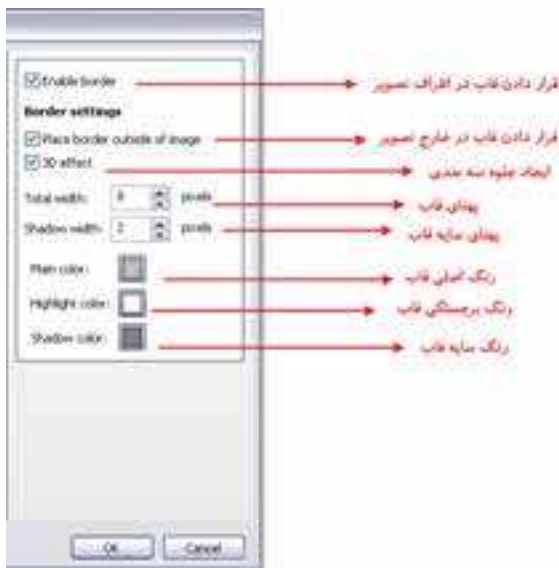 Enable border
قرار دادن قاب در اطراف تصویر
Border settings
Place border outside of image
قرار دادن قاب در خارج تصویر
3D effect
ایجاد جلوه سه بعدی
Total width: 8 pixels
پهنای قاب
Shadow width: 2 pixels
پهنای سایه قاب
Main color:
رنگ اصلی قاب
Highlight color:
رنگ برجستگی قاب
Shadow color:
رنگ سایه قاب
OK Cancel